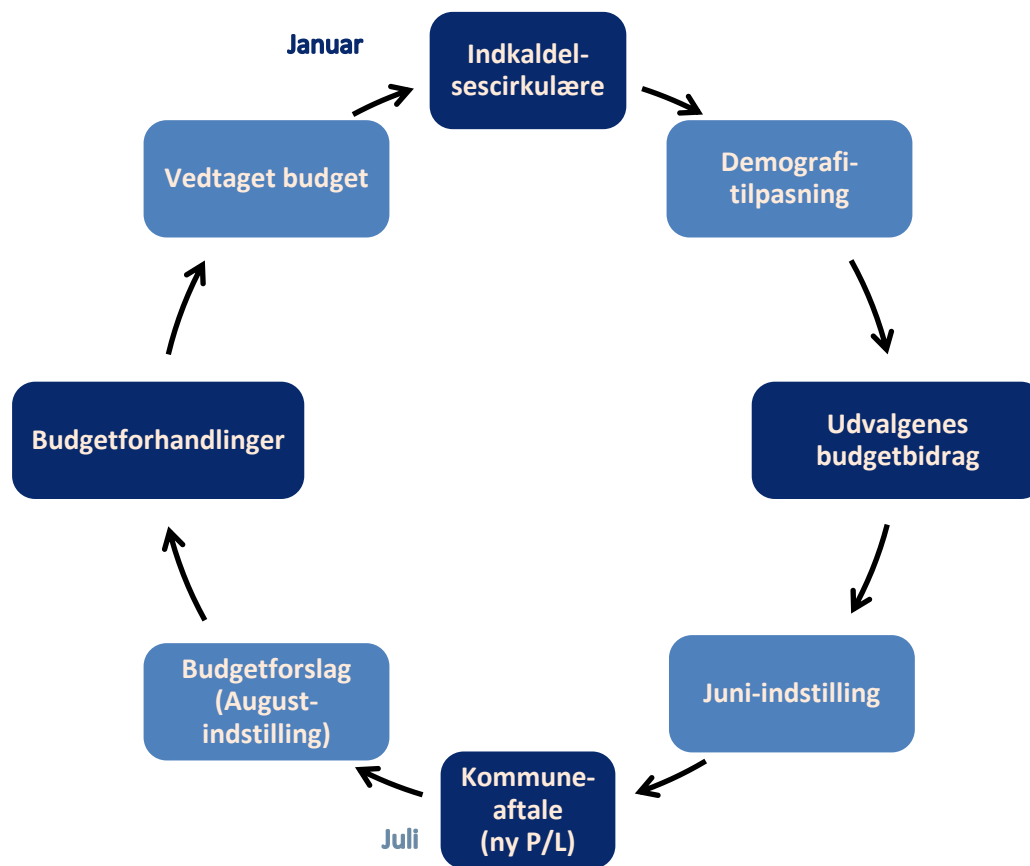 Januar
Indkaldel-
sescirkulære
Demografi-
tilpasning
Udvalgenes
budgetbidrag
Juni-indstilling
Kommune-
aftale
(ny P/L)
Juli
Budgetforslag
(August-
indstilling)
Budgetforhandlinger
Vedtaget budget